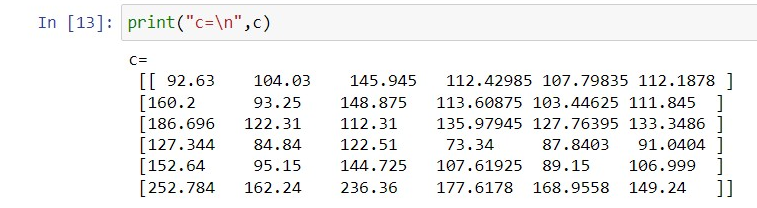 In [13]: print("c=\n",c)
c=
[[ 92.63 104.03 145.945 112.42985 107.79835 112.1878 ]
[160.2 93.25 148.875 113.60875 103.44625 111.845 ]
[186.696 122.31 112.31 135.97945 127.76395 133.3486 ]
[127.344 84.84 122.51 73.34 87.8403 91.0404 ]
[152.64 95.15 144.725 107.61925 89.15 106.999 ]
[252.784 162.24 236.36 177.6178 168.9558 149.24 ]]